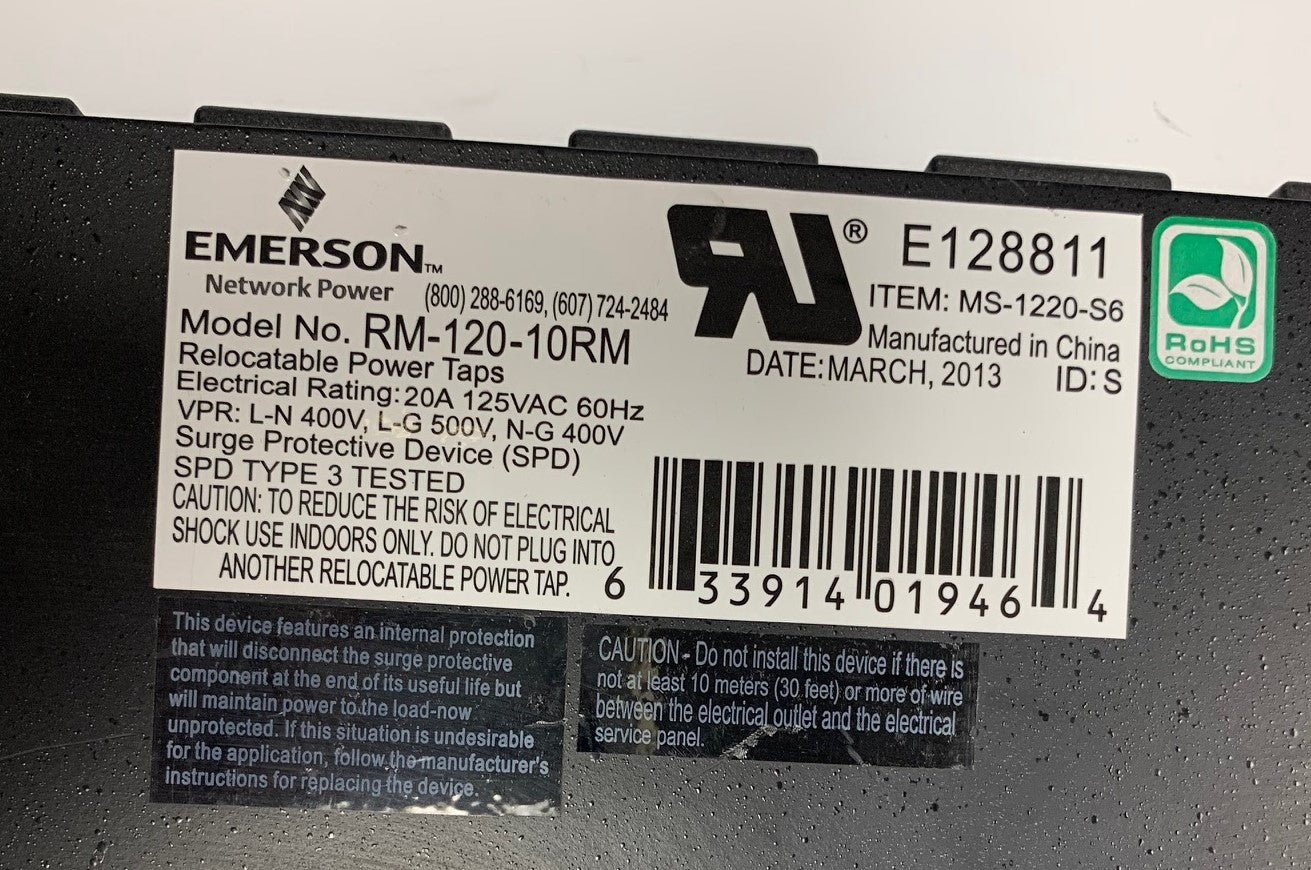 EMERSON™
Network Power
(800) 288-6169, (607) 724-2484
Model No. RM-120-10RM
Relocatable Power Taps
Electrical Rating: 20A 125VAC 60Hz
VPR: L-N 400V, L-G 500V, N-G 400V
Surge Protective Device (SPD)
SPD TYPE 3 TESTED
CAUTION: TO REDUCE THE RISK OF ELECTRICAL
SHOCK USE INDOORS ONLY. DO NOT PLUG INTO
ANOTHER RELOCATABLE POWER TAP.
RU®
E128811
ITEM: MS-1220-S6
Manufactured in China
DATE: MARCH, 2013 ID: S
6 33914 01946 4
RoHS
COMPLIANT
This device features an internal protection
that will disconnect the surge protective
component at the end of its useful life but
will maintain power to the load-now
unprotected. If this situation is undesirable
for the application, follow the manufacturer's
instructions for replacing the device.
CAUTION - Do not install this device if there is
not at least 10 meters (30 feet) or more of wire
between the electrical outlet and the electrical
service panel.